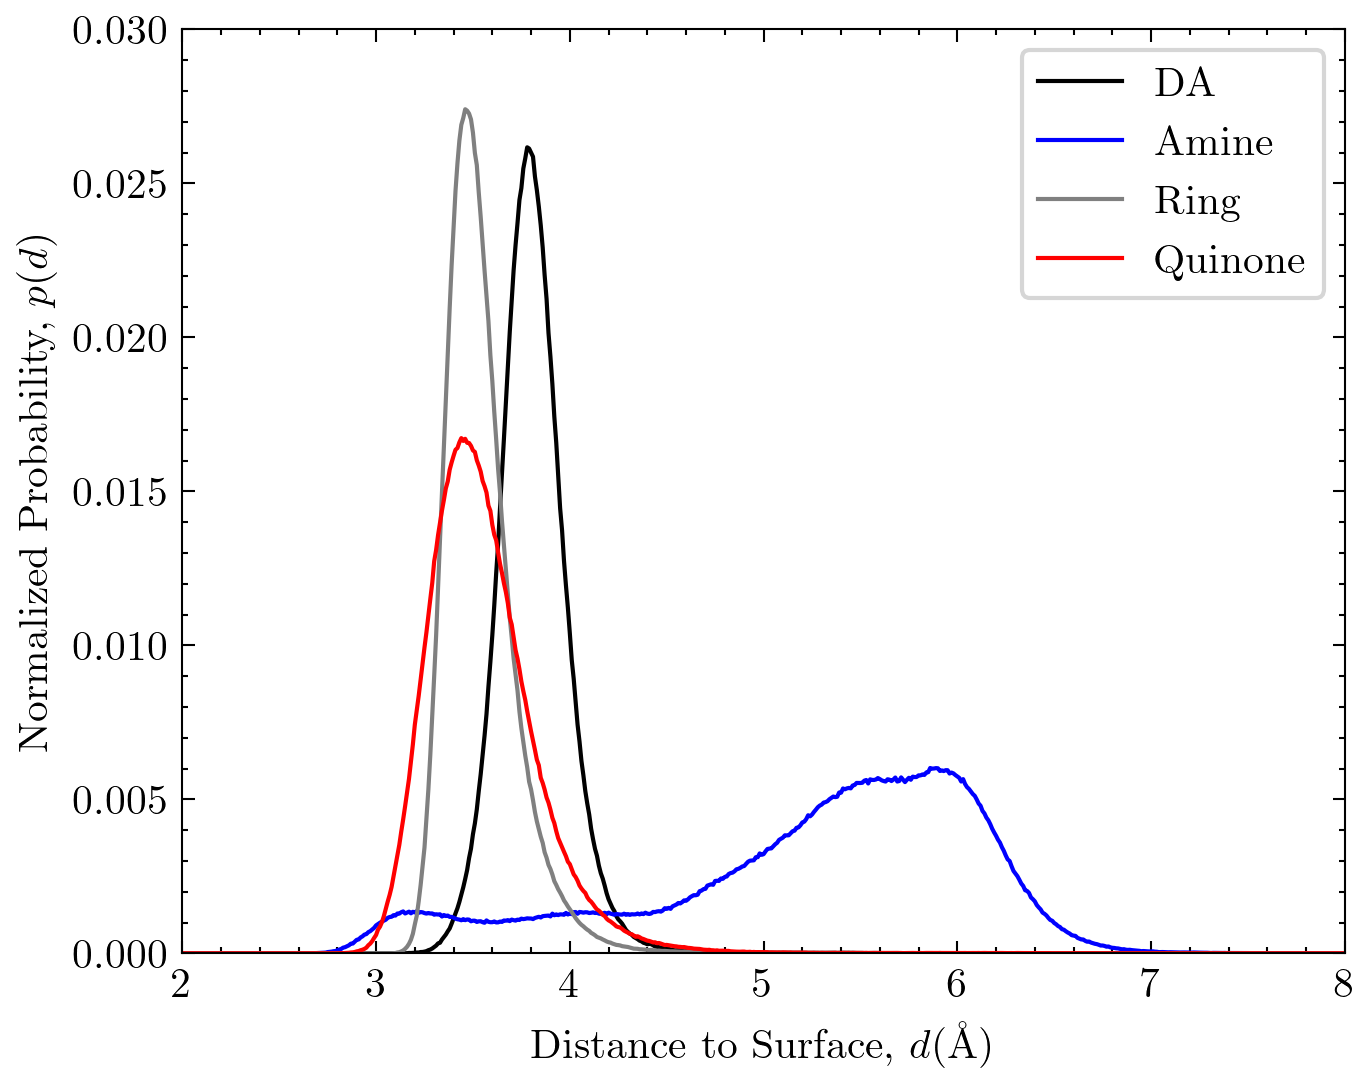 0.030
0.025
0.020
0.015
0.010
0.005
0.000
Normalized Probability, p(d)
2 3 4 5 6 7 8
Distance to Surface, d(Å)
DA
Amine
Ring
Quinone